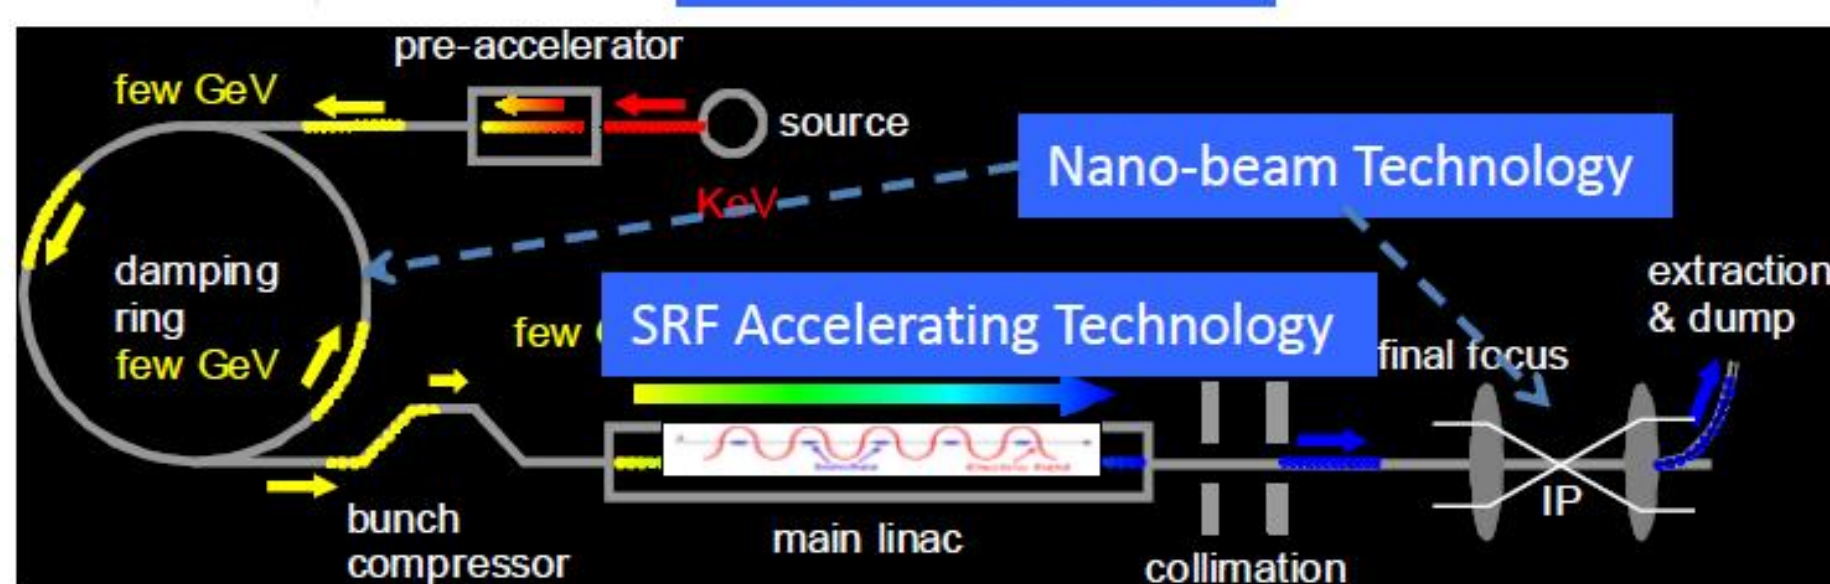 pre-accelerator
few GeV
source
Nano-beam Technology
KeV
damping
ring
few GeV
extraction
& dump
few
SRF Accelerating Technology
final focus
IP
bunch
compressor
main linac
collimation